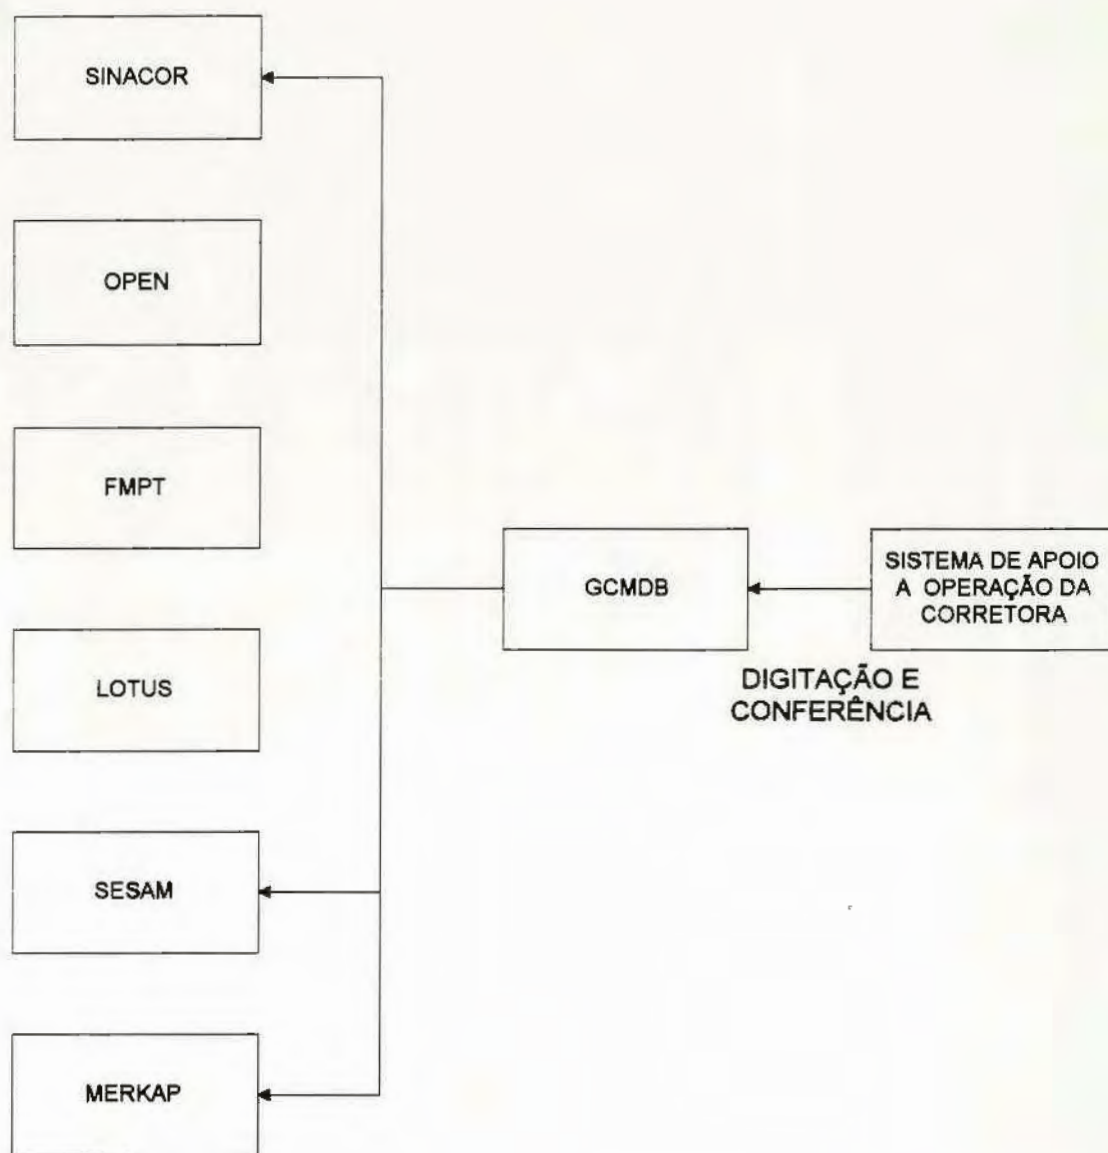 SINACOR
OPEN
FMPT
LOTUS
SESAM
MERKAP
GCMDB
SISTEMA DE APOIO
A OPERAÇÃO DA
CORRETORA
DIGITAÇÃO E
CONFERÊNCIA